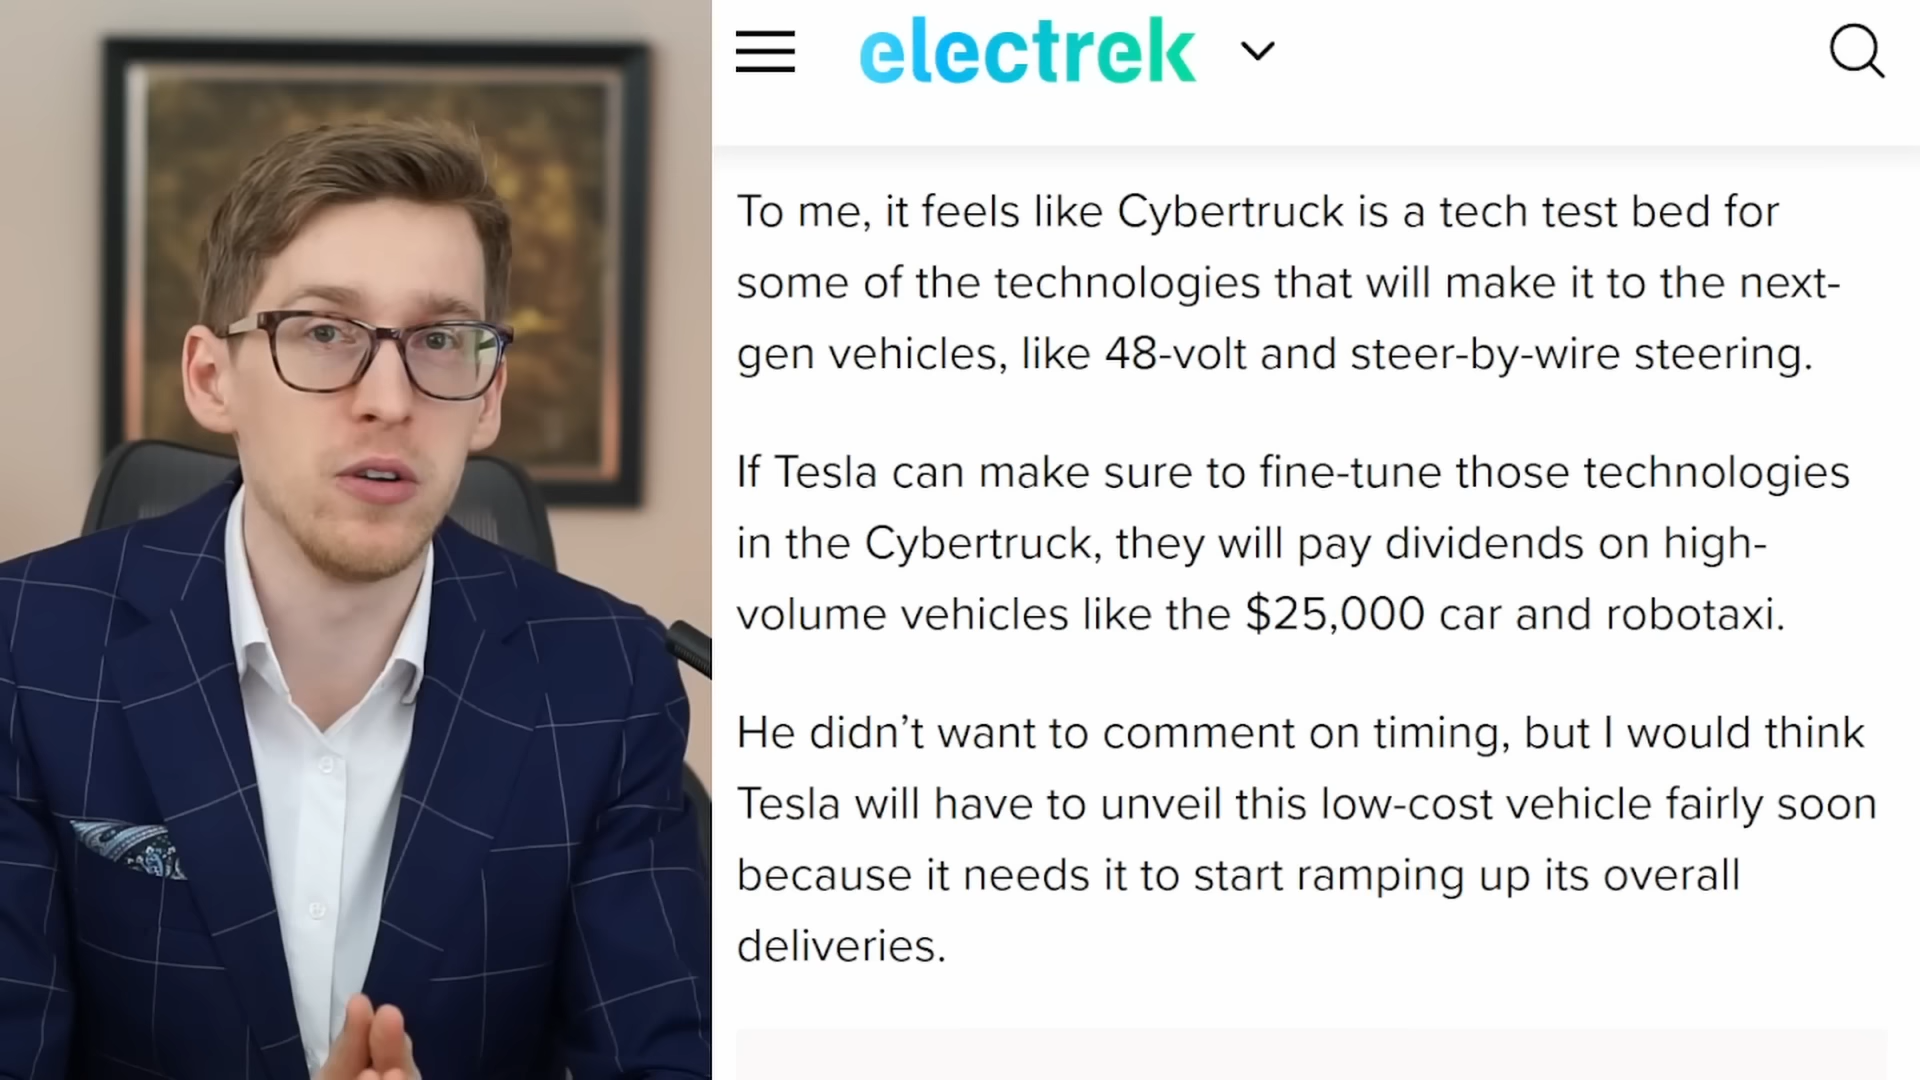 electrek
To me, it feels like Cybertruck is a tech test bed for
some of the technologies that will make it to the next-
gen vehicles, like 48-volt and steer-by-wire steering.
If Tesla can make sure to fine-tune those technologies
in the Cybertruck, they will pay dividends on high-
volume vehicles like the $25,000 car and robotaxi.
He didn’t want to comment on timing, but I would think
Tesla will have to unveil this low-cost vehicle fairly soon
because it needs it to start ramping up its overall
deliveries.